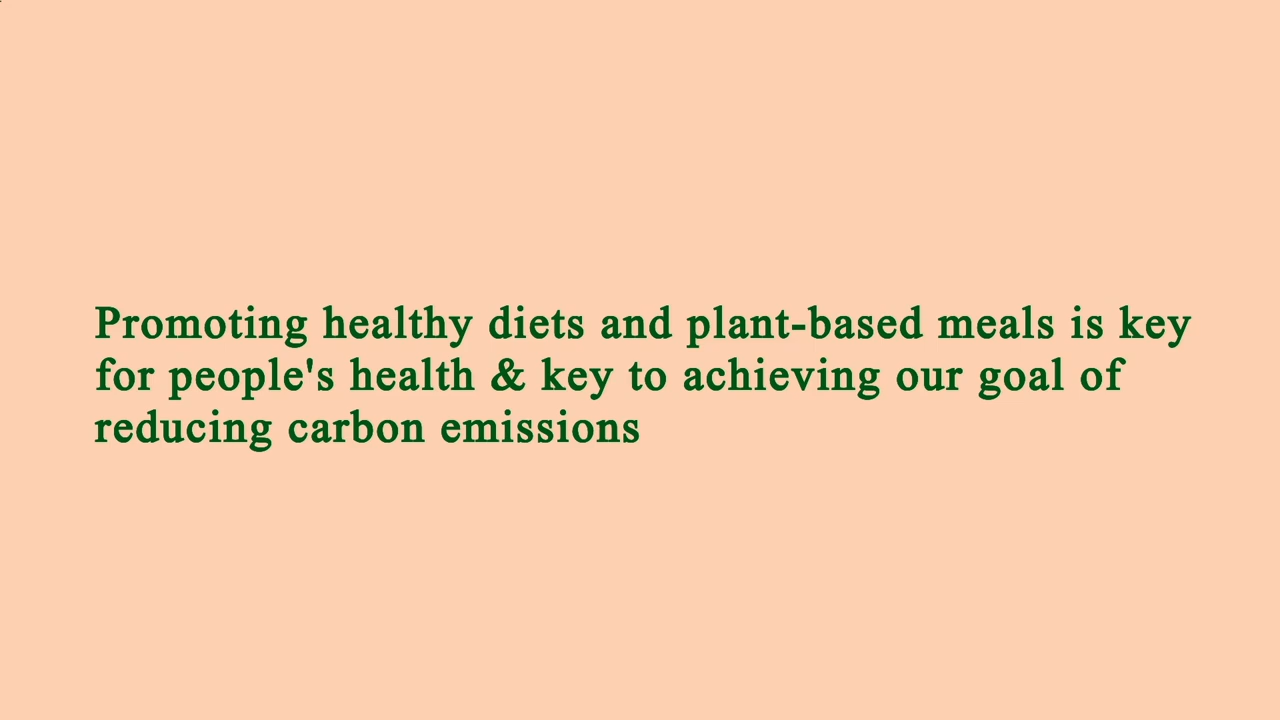 Promoting healthy diets and plant-based meals is key
for people's health & key to achieving our goal of
reducing carbon emissions